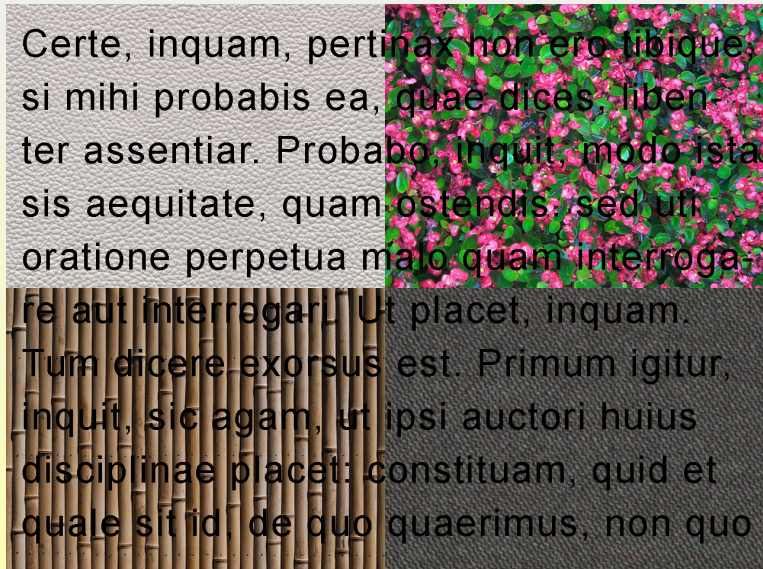 Certe, inquam, pertinax non ero tibique,
si mihi probabis ea, quae dices, liben-
ter assentiar. Probabo, inquit, modo ista
sis aequitate, quam ostendis. sed uti
oratione perpetua malo quam interroga-
re aut interrogari. Ut placet, inquam.
Tum dicere exorsus est. Primum igitur,
inquit, sic agam, ut ipsi auctori huius
disciplinae placet: constituam, quid et
quale sit id, de quo quaerimus, non quo